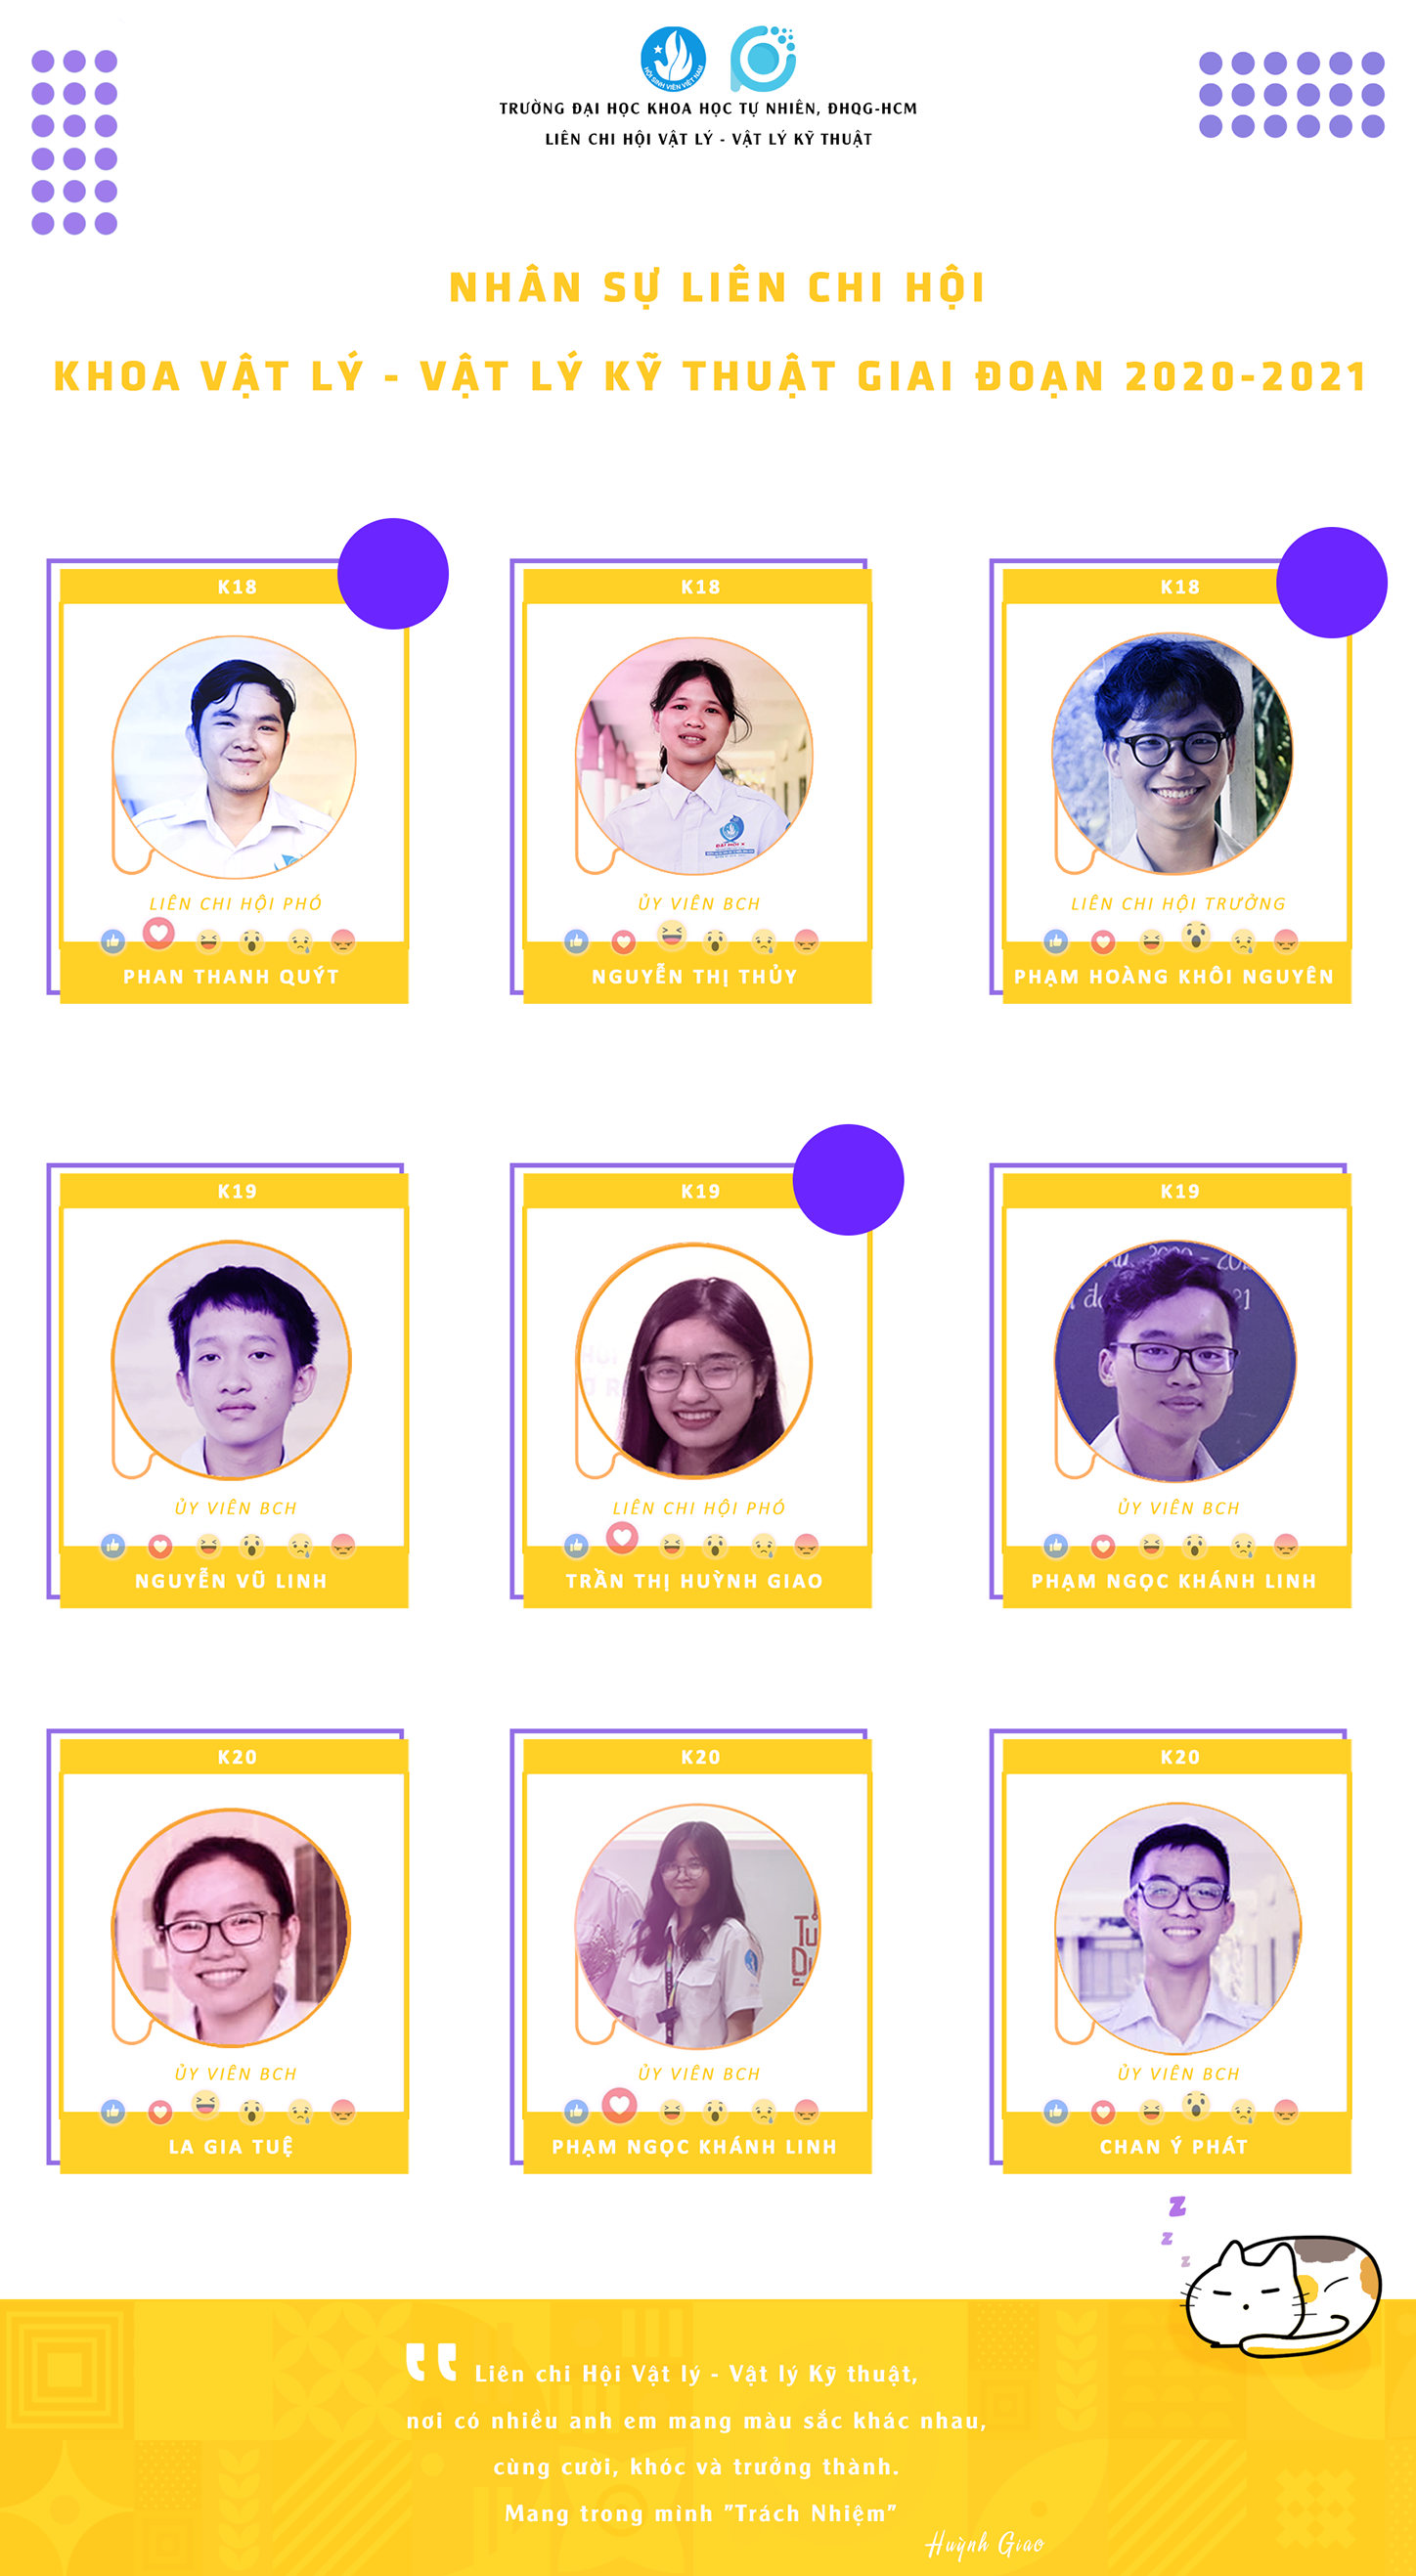 HỘI SINH VIÊN VIỆT NAM
TRƯỜNG ĐẠI HỌC KHOA HỌC TỰ NHIÊN, ĐHQG-HCM
LIÊN CHI HỘI VẬT LÝ - VẬT LÝ KỸ THUẬT
NHÂN SỰ LIÊN CHI HỘI
KHOA VẬT LÝ - VẬT LÝ KỸ THUẬT GIAI ĐOẠN 2020-2021
K18
LIÊN CHI HỘI PHÓ
PHAN THANH QUÝT
K18
ĐẠI HỘI X
ỦY VIÊN BCH
NGUYỄN THỊ THỦY
K18
LIÊN CHI HỘI TRƯỞNG
PHẠM HOÀNG KHÔI NGUYÊN
K19
ỦY VIÊN BCH
NGUYỄN VŨ LINH
K19
LIÊN CHI HỘI PHÓ
TRẦN THỊ HUỲNH GIAO
K19
ỦY VIÊN BCH
PHẠM NGỌC KHÁNH LINH
K20
ỦY VIÊN BCH
LA GIA TUỆ
K20
ỦY VIÊN BCH
PHẠM NGỌC KHÁNH LINH
K20
ỦY VIÊN BCH
CHAN Ý PHÁT
z
z
z
" Liên chi Hội Vật lý - Vật lý Kỹ thuật,
nơi có nhiều anh em mang màu sắc khác nhau,
cùng cười, khóc và trưởng thành.
Mang trong mình "Trách Nhiệm"
Huỳnh Giao